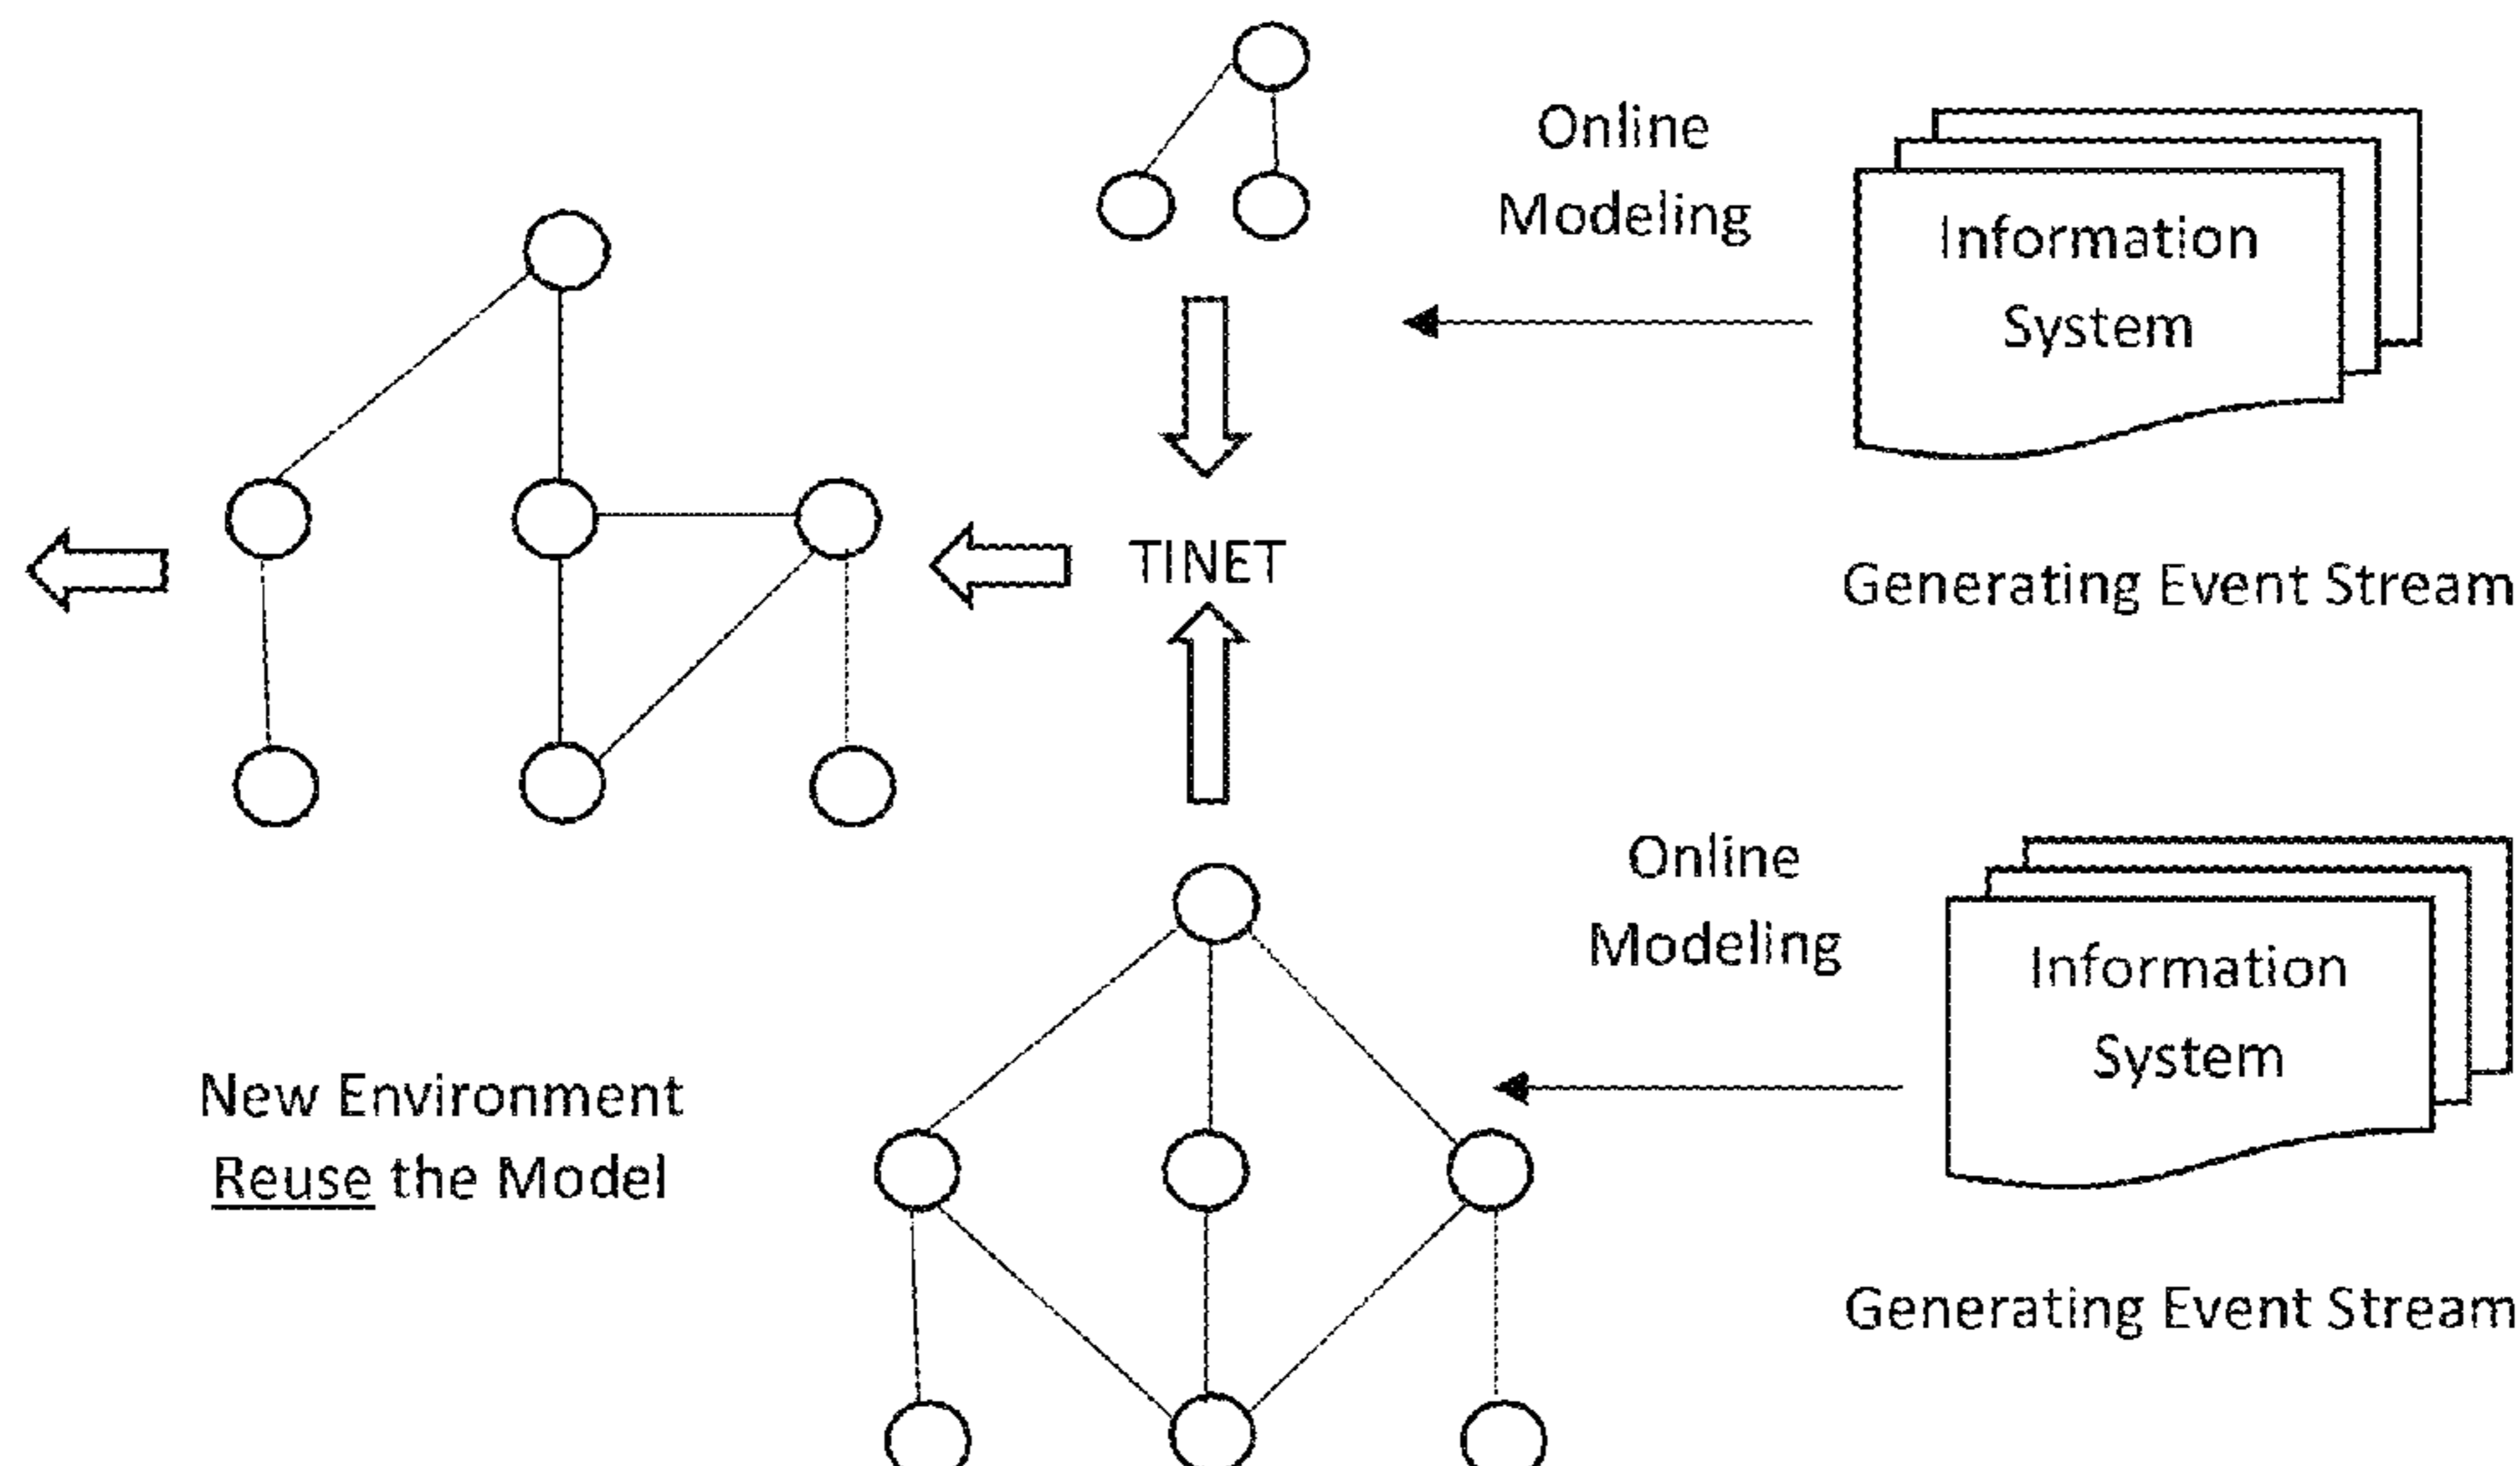 Online
Modeling
Information
System
TINET
Generating Event Stream
Online
Modeling
Information
System
New Environment
Reuse the Model
Generating Event Stream